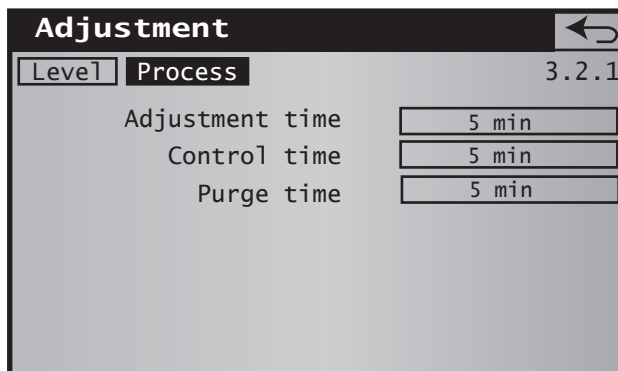 Adjustment
Level Process 3.2.1
Adjustment time 5 min
Control time 5 min
Purge time 5 min